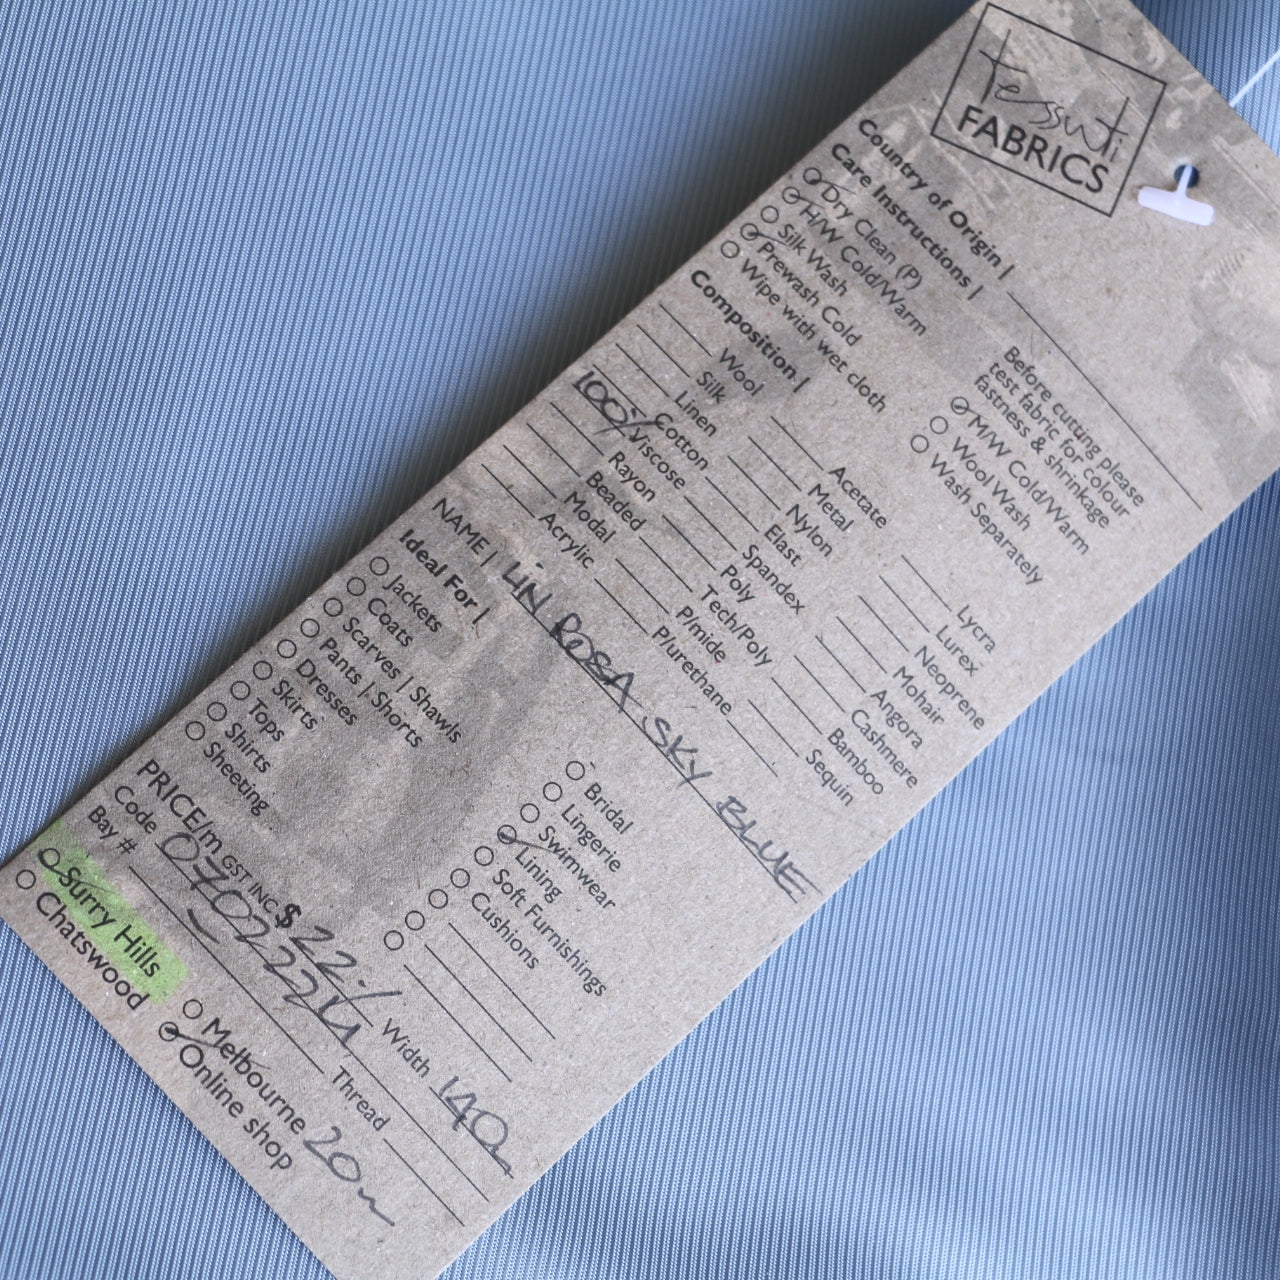 tessuti
FABRICS
Country of Origin |
Care Instructions |
Dry Clean (P)
H/W Cold/Warm
Silk Wash
Prewash Cold
Wipe with wet cloth
Before cutting please
test fabric for colour
fastness & shrinkage
M/W Cold/Warm
Wool Wash
Wash Separately
Composition |
Wool
Silk
Linen
Cotton
100% Viscose
Rayon
Beaded
Modal
Acrylic
Acetate
Metal
Nylon
Elast
Spandex
Poly
Tech/Poly
P/mide
P/urethane
Lycra
Lurex
Neoprene
Mohair
Angora
Cashmere
Bamboo
Sequin
NAME | LIN ROSA SKY BLUE
Ideal For |
Jackets
Coats
Scarves | Shawls
Pants | Shorts
Dresses
Skirts
Tops
Shirts
Sheeting
Bridal
Lingerie
Swimwear
Lining
Soft Furnishings
Cushions
PRICE/m GST INC $ 22.
Width 140
Code
Bay #
Thread
Surry Hills
Chatswood
Melbourne
Online shop
20m